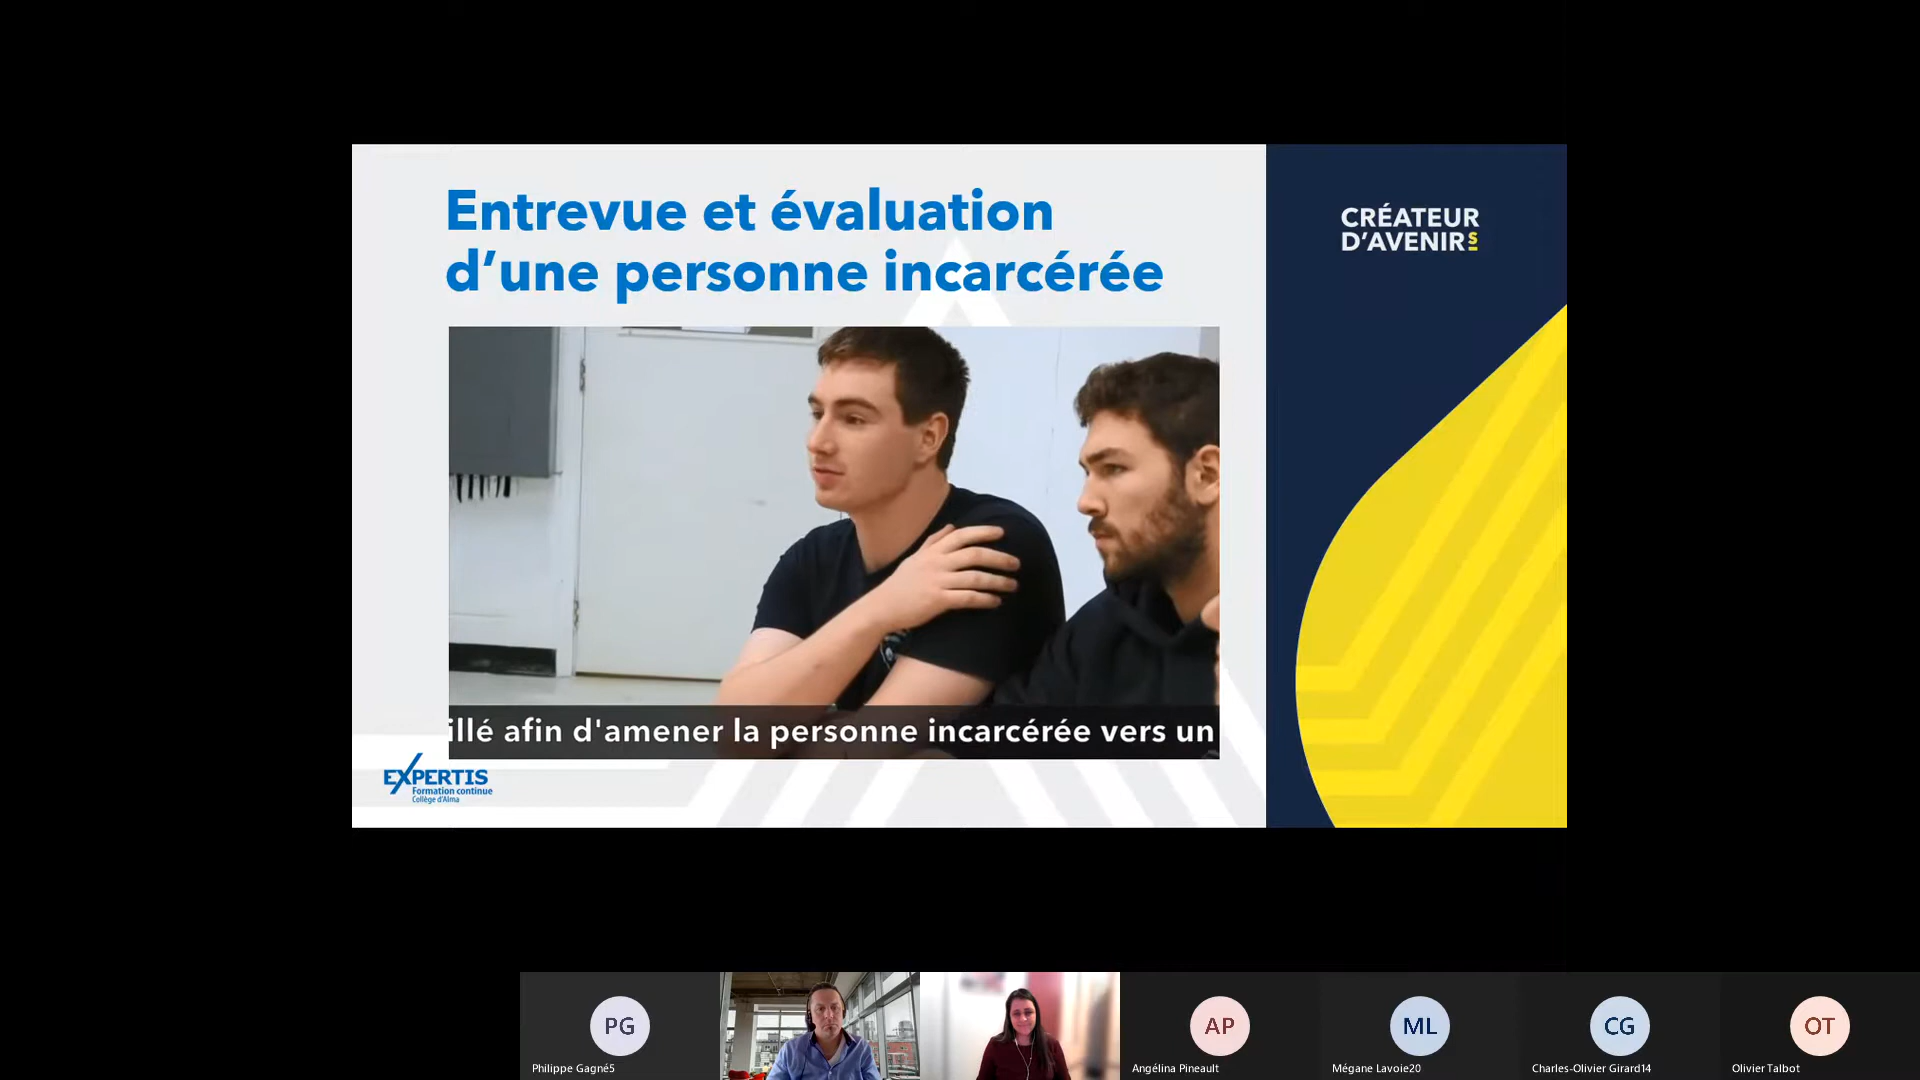 Entrevue et évaluation
d’une personne incarcérée
CRÉATEUR
D'AVENIRS
illé afin d'amener la personne incarcérée vers un
EXPERTIS
Formation continue
Collège d'Alma
PG
AP
ML
CG
OT
Philippe Gagné5
Angélina Pineault
Mégane Lavoie20
Charles-Olivier Girard14
Olivier Talbot